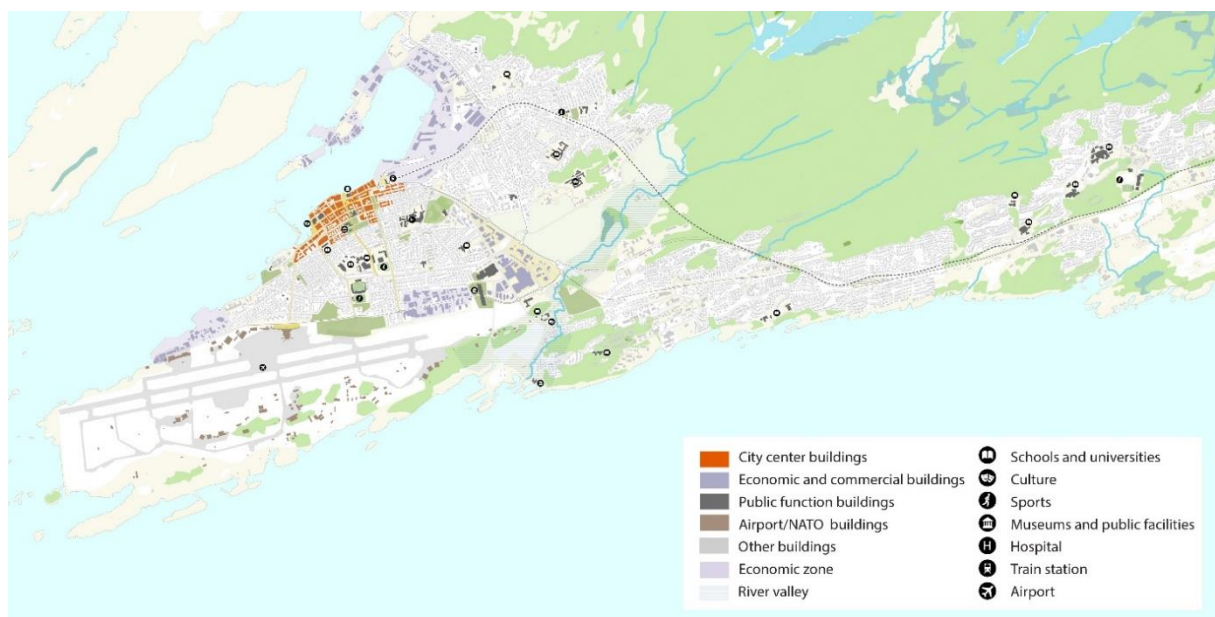 City center buildings
Economic and commercial buildings
Public function buildings
Airport/NATO buildings
Other buildings
Economic zone
River valley
Schools and universities
Culture
Sports
Museums and public facilities
H Hospital
Train station
Airport